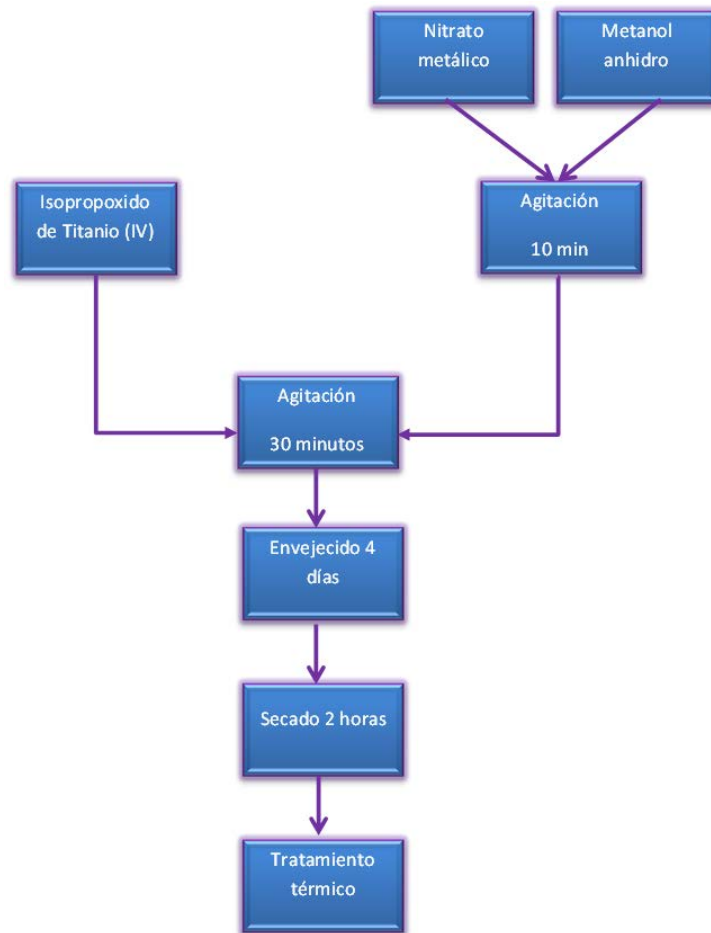 Nitrato
metálico
Metanol
anhidro
Isopropoxido
de Titanio (IV)
Agitación
10 min
Agitación
30 minutos
Envejecido 4
días
Secado 2 horas
Tratamiento
térmico